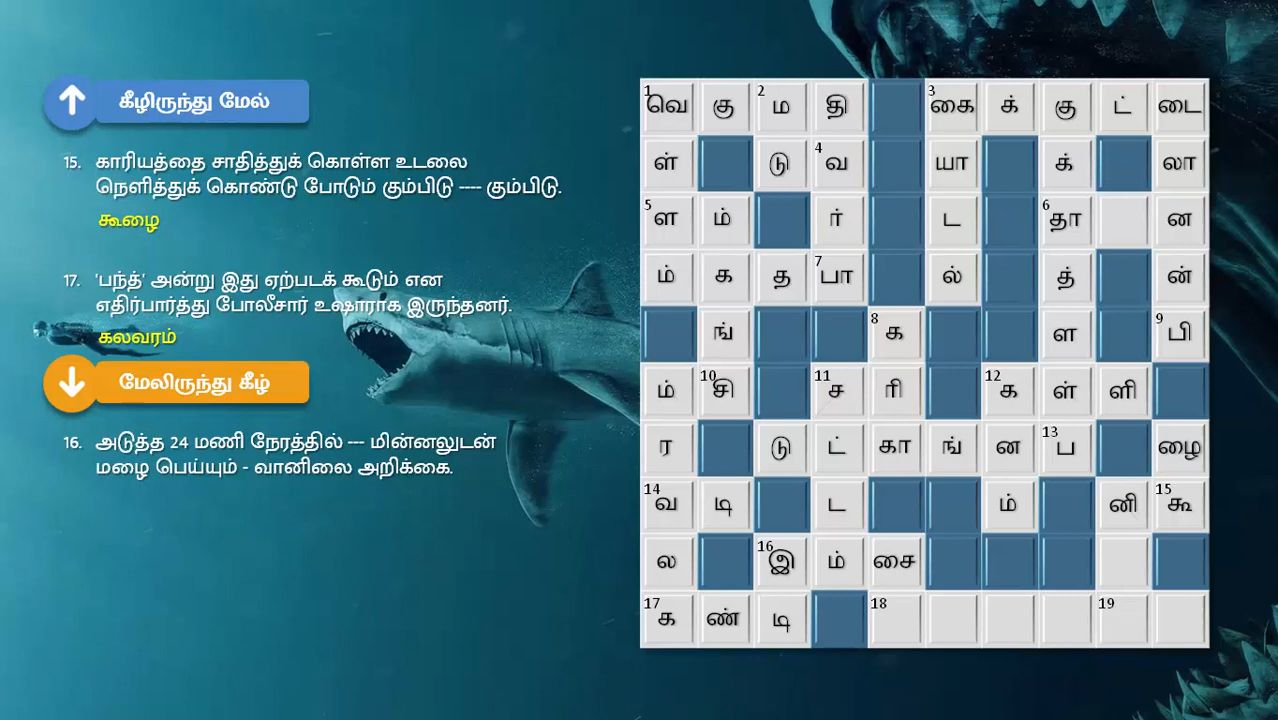 கீழிருந்து மேல்
15. காரியத்தை சாதித்துக் கொள்ள உடலை
நெளித்துக் கொண்டு போடும் கும்பிடு ---- கும்பிடு.
கூழை
17. 'பந்த்' அன்று இது ஏற்படக் கூடும் என
எதிர்பார்த்து போலீசார் உஷாராக இருந்தனர்.
கலவரம்
மேலிருந்து கீழ்
16. அடுத்த 24 மணி நேரத்தில் --- மின்னலுடன்
மழை பெய்யும் - வானிலை அறிக்கை.
1 வெ கு 2 ம தி 3 கை க் கு ட் டை
ள் டு 4 வ யா க் லா
5 ள ம் ர் ட 6 தா ன
ம் க த 7 பா ல் த் ன்
ங் 8 க ள 9 பி
ம் 10 சி 11 ச ரி 12 க ள் ளி
ர டு ட் கா ங் ன 13 ப ழை
14 வ டி ட ம் னி 15 கூ
ல 16 இ ம் சை
17 க ண் டி 18 19